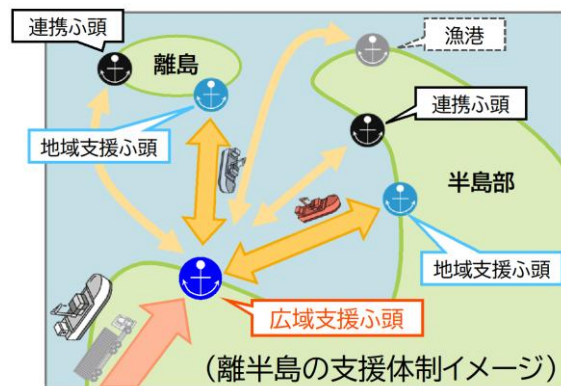 連携ふ頭
離島
漁港
連携ふ頭
地域支援ふ頭
半島部
地域支援ふ頭
広域支援ふ頭
(離半島の支援体制イメージ)